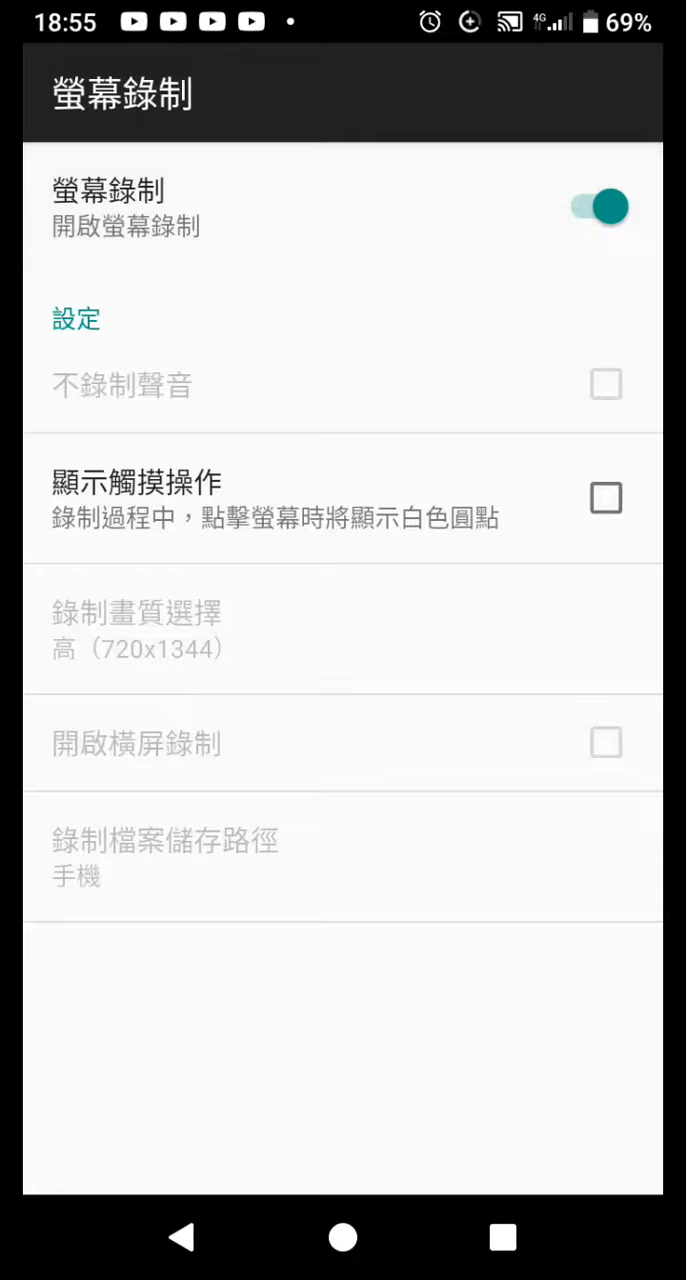 18:55
4G
69%
螢幕錄制
螢幕錄制
開啟螢幕錄制
設定
不錄制聲音
顯示觸摸操作
錄制過程中，點擊螢幕時將顯示白色圓點
錄制畫質選擇
高（720x1344）
開啟橫屏錄制
錄制檔案儲存路徑
手機